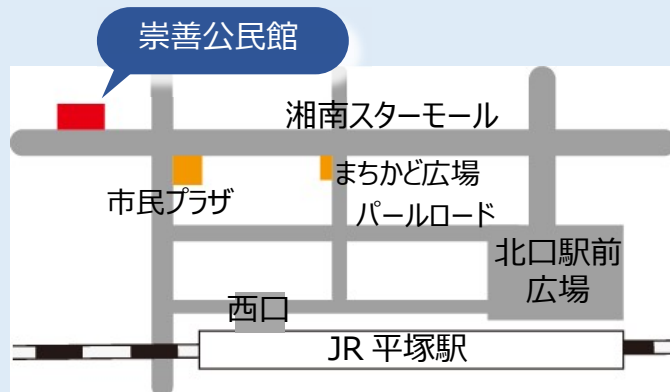 崇善公民館
湘南スターモール
まちかど広場
市民プラザ
パールロード
北口駅前
広場
西口
JR 平塚駅